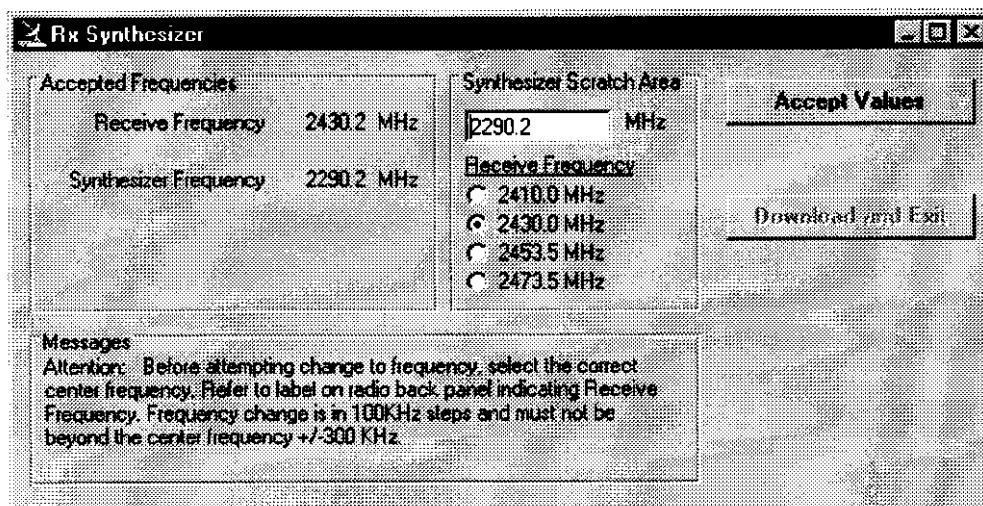 Rx Synthesizer
Accepted Frequencies
Receive Frequency 2430.2 MHz
Synthesizer Frequency 2290.2 MHz
Synthesizer Scratch Area
2290.2 MHz
Receive Frequency
2410.0 MHz
2430.0 MHz
2453.5 MHz
2473.5 MHz
Accept Values
Download and Exit
Messages
Attention: Before attempting change to frequency, select the correct
center frequency. Refer to label on radio back panel indicating Receive
Frequency. Frequency change is in 100KHz steps and must not be
beyond the center frequency +/-300 KHz.